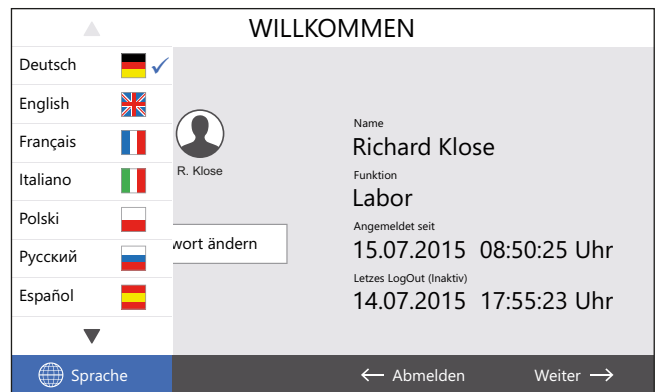 WILLKOMMEN
Deutsch
English
Français
Italiano
Polski
Русский
Español
R. Klose
wort ändern
Name
Richard Klose
Funktion
Labor
Angemeldet seit
15.07.2015 08:50:25 Uhr
Letzes LogOut (Inaktiv)
14.07.2015 17:55:23 Uhr
Sprache
← Abmelden
Weiter →